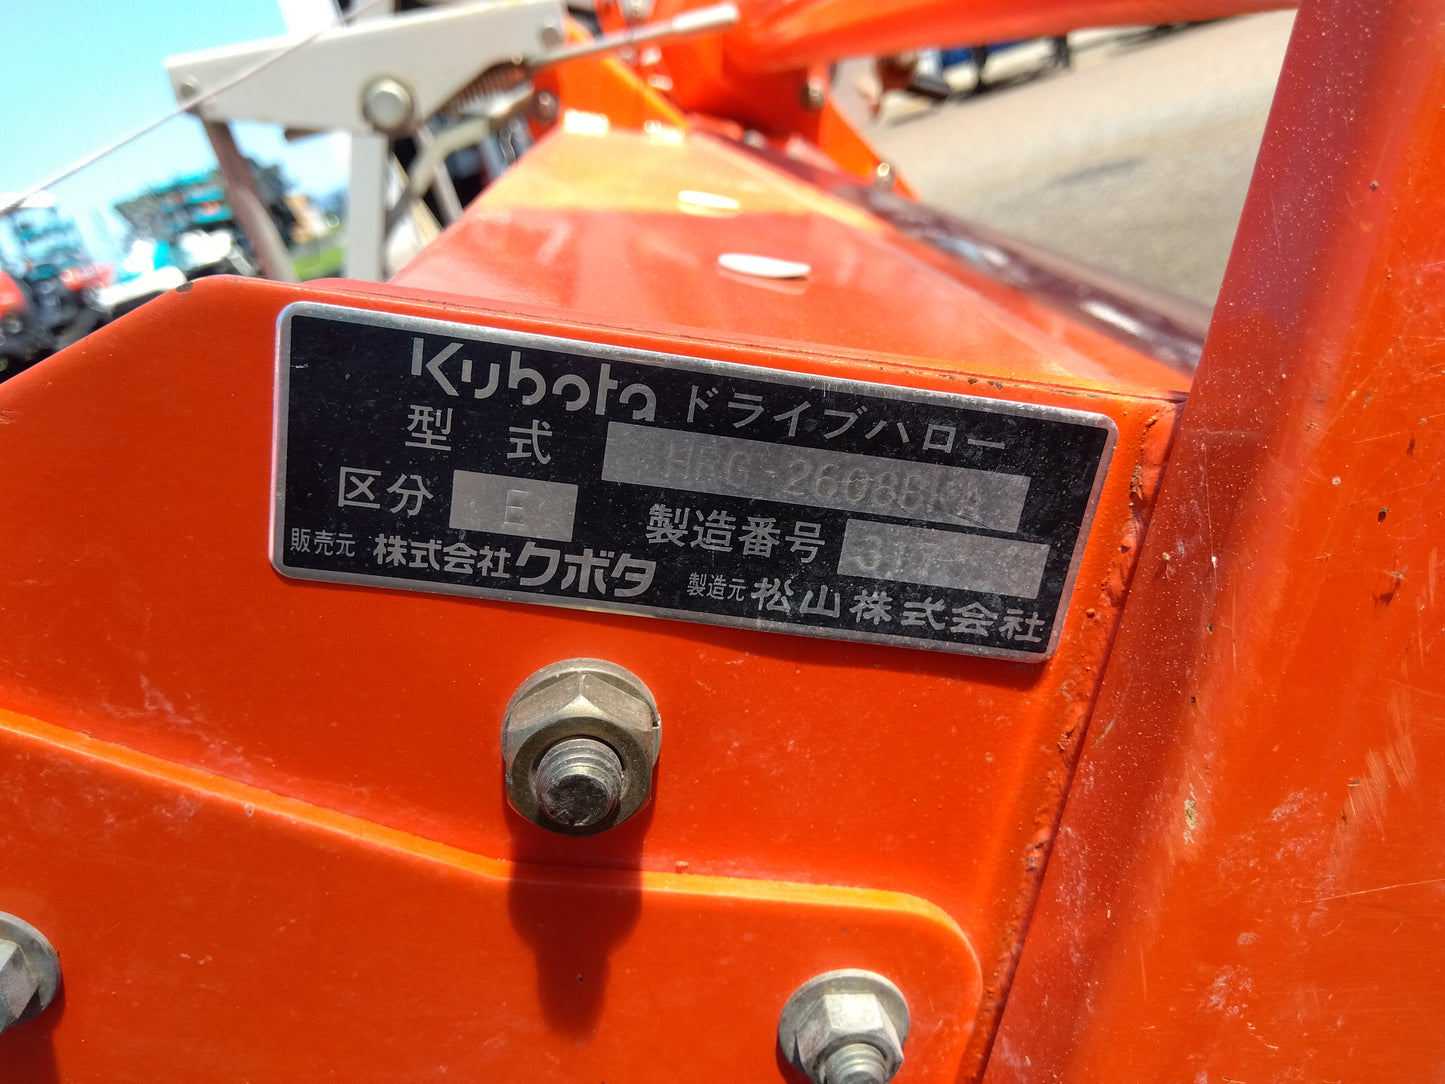 Kubota ドライブハロー
型式
区分 E 製造番号
販売元 株式会社クボタ 製造元 松山株式会社